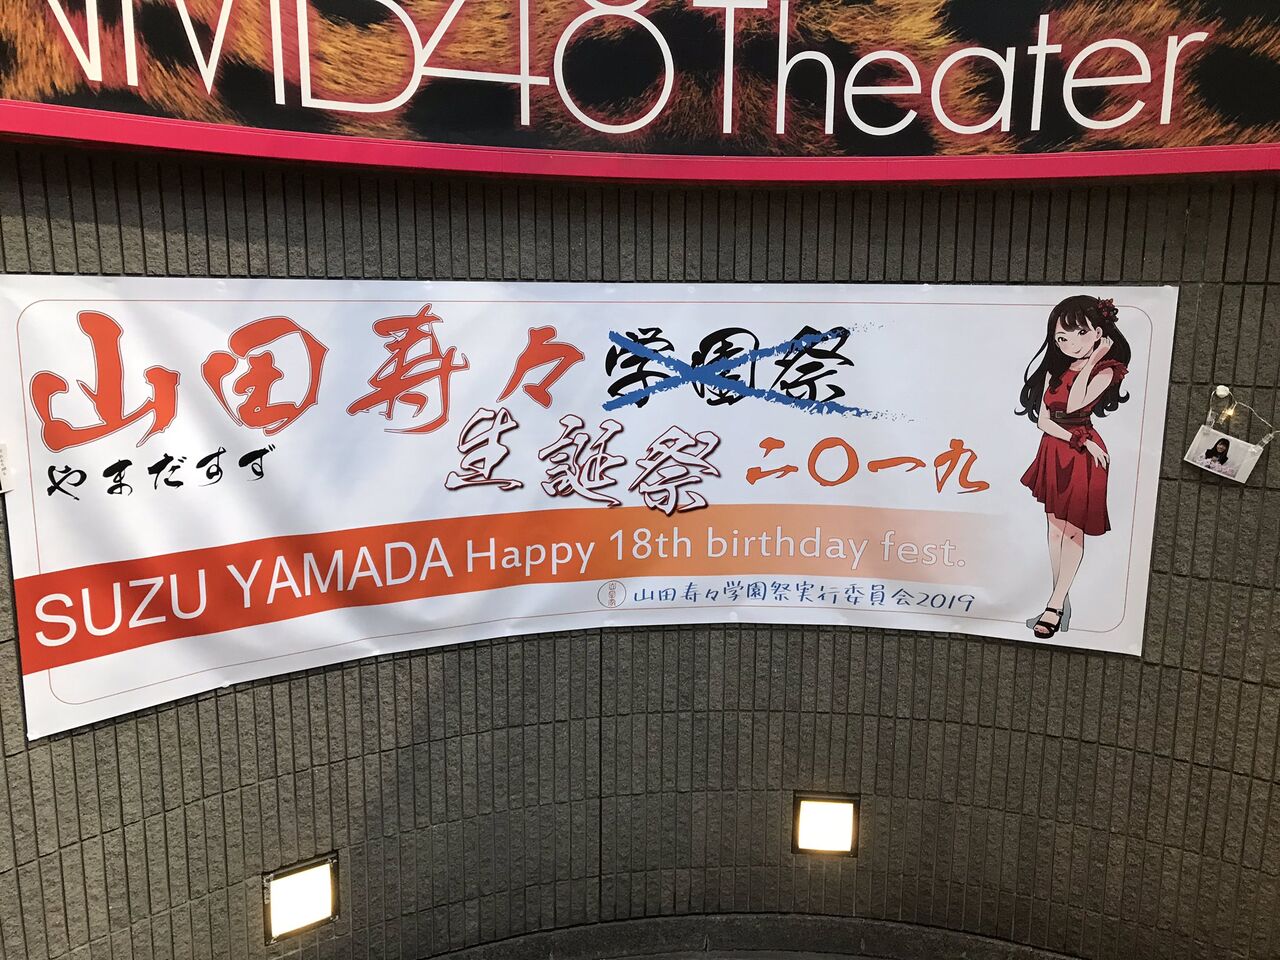 NMB48 Theater
山田寿々学園祭
やまだすず
生誕祭二〇一九
SUZU YAMADA Happy 18th birthday fest.
山田寿々学園祭実行委員会2019